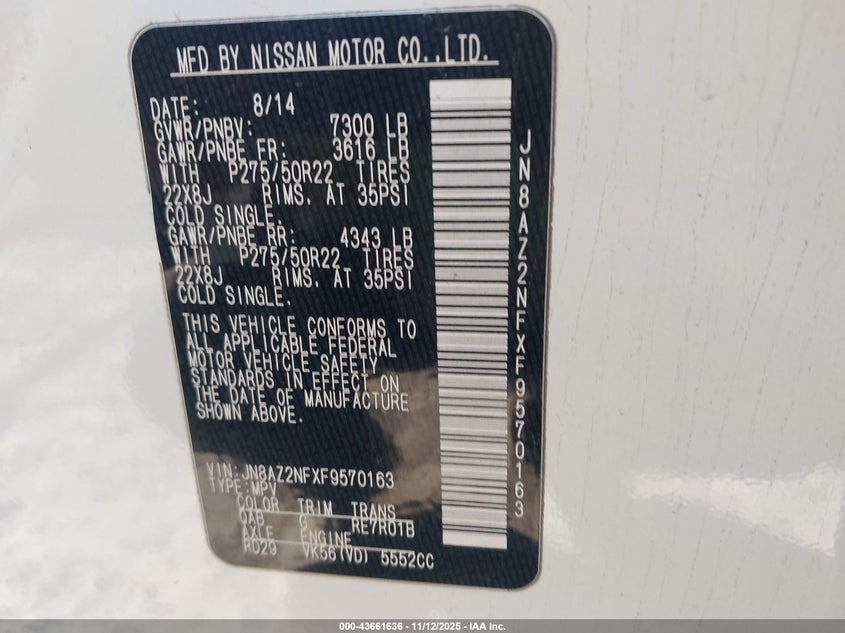 MFD BY NISSAN MOTOR CO.,LTD.
DATE: 8/14
GVWR/PNBV: 7300 LB
GAWR/PNBE FR: 3616 LB
WITH P275/50R22 TIRES
22X8J RIMS. AT 35PSI
COLD SINGLE.
GAWR/PNBE RR: 4343 LB
WITH P275/50R22 TIRES
22X8J RIMS. AT 35PSI
COLD SINGLE.
THIS VEHICLE CONFORMS TO
ALL APPLICABLE FEDERAL
MOTOR VEHICLE SAFETY
STANDARDS IN EFFECT ON
THE DATE OF MANUFACTURE
SHOWN ABOVE.
VIN:JN8AZ2NFXF9570163
TYPE:MPV
COLOR TRIM TRANS
QAB G RE7R01B
AXLE ENGINE
RD29 VK56(VD) 5552CC
JN8AZ2NFXF9570163
000-43661636 - 11/12/2025 - IAA Inc.